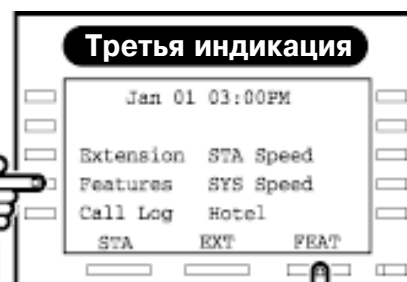 Третья индикация
Jan 01 03:00PM
Extension STA Speed
Features SYS Speed
Call Log Hotel
STA EXT FEAT